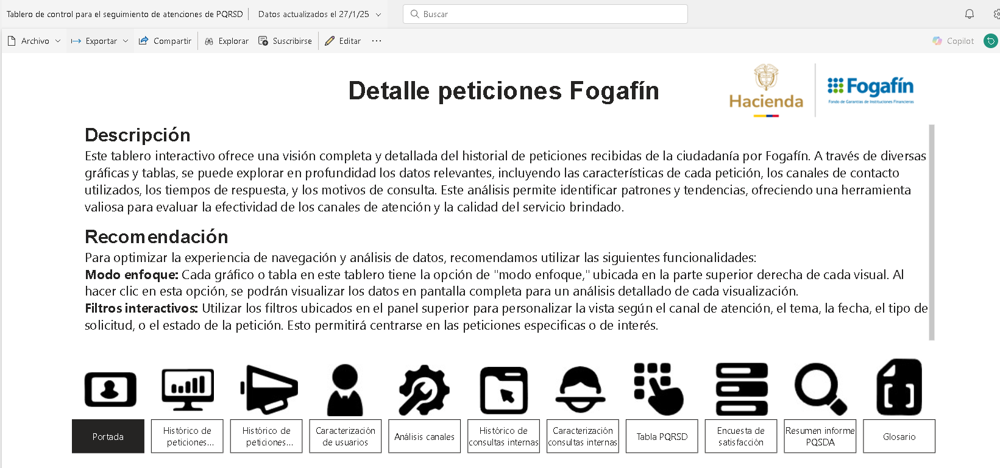 Tablero de control para el seguimiento de atenciones de PQRSD
Datos actualizados el 27/1/25
Buscar
Archivo
Exportar
Compartir
Explorar
Suscribirse
Editar
...
Copilot
Detalle peticiones Fogafín
Hacienda
Fogafín
Fondo de Garantías de Instituciones Financieras
Descripción
Este tablero interactivo ofrece una visión completa y detallada del historial de peticiones recibidas de la ciudadanía por Fogafín. A través de diversas
gráficas y tablas, se puede explorar en profundidad los datos relevantes, incluyendo las características de cada petición, los canales de contacto
utilizados, los tiempos de respuesta, y los motivos de consulta. Este análisis permite identificar patrones y tendencias, ofreciendo una herramienta
valiosa para evaluar la efectividad de los canales de atención y la calidad del servicio brindado.
Recomendación
Para optimizar la experiencia de navegación y análisis de datos, recomendamos utilizar las siguientes funcionalidades:
Modo enfoque: Cada gráfico o tabla en este tablero tiene la opción de "modo enfoque," ubicada en la parte superior derecha de cada visual. Al
hacer clic en esta opción, se podrán visualizar los datos en pantalla completa para un análisis detallado de cada visualización.
Filtros interactivos: Utilizar los filtros ubicados en el panel superior para personalizar la vista según el canal de atención, el tema, la fecha, el tipo de
solicitud, o el estado de la petición. Esto permitirá centrarse en las peticiones especificas o de interés.
Portada
Histórico de
peticiones...
Histórico de
peticiones...
Caracterización
de usuarios
Análisis canales
Histórico de
consultas internas
Caracterización
consultas internas
Tabla PQRSD
Encuesta de
satisfacción
Resumen informe
PQSDA
Glosario